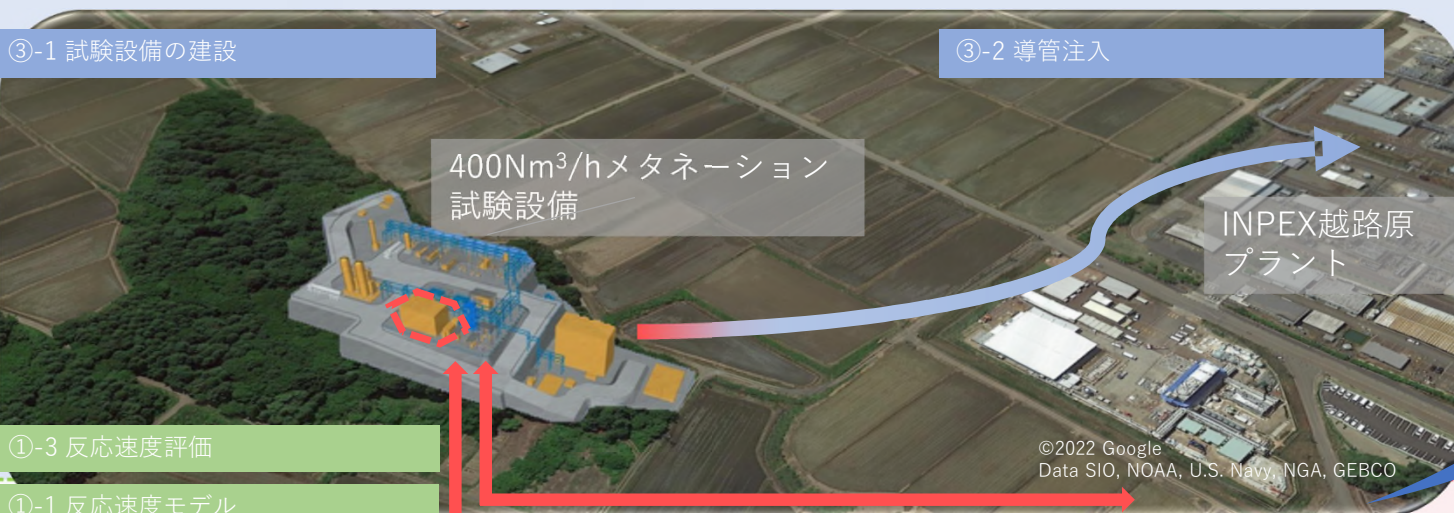 ③-1 試験設備の建設
③-2 導管注入
400Nm³/hメタネーション
試験設備
INPEX越路原
プラント
①-3 反応速度評価
©2022 Google
Data SIO, NOAA, U.S. Navy, NGA, GEBCO
①-1 反応速度モデル